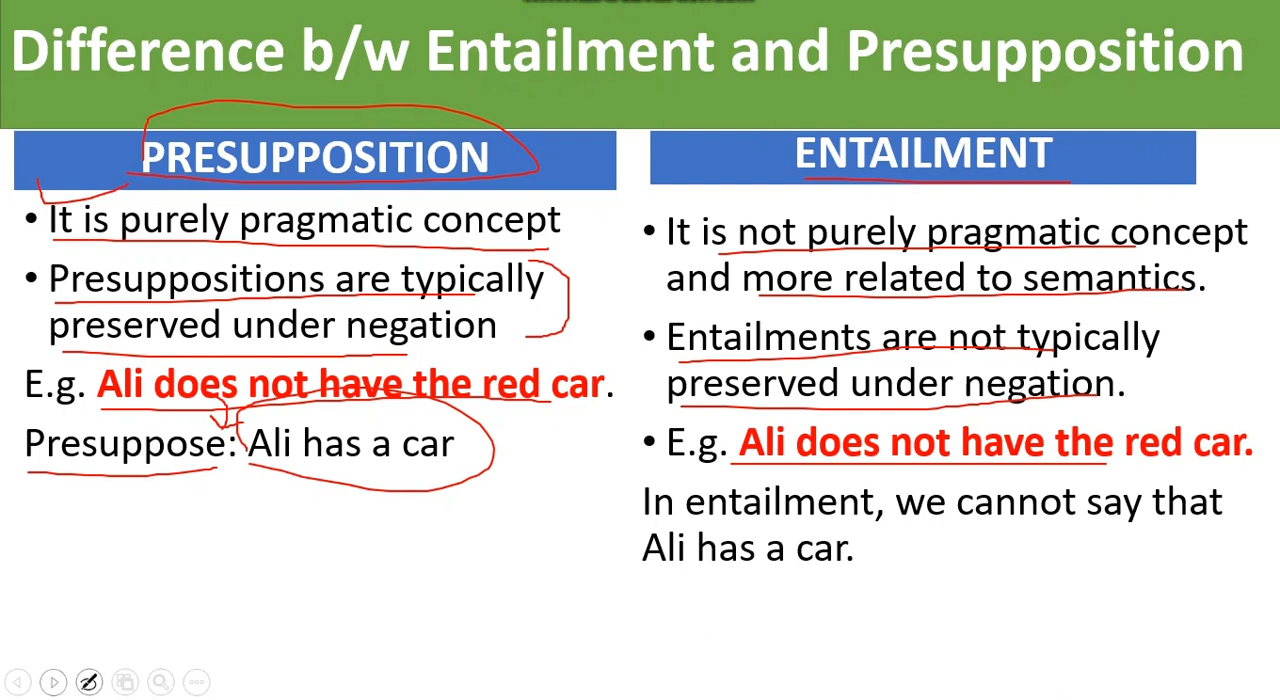 Difference b/w Entailment and Presupposition
PRESUPPOSITION
• It is purely pragmatic concept
• Presuppositions are typically
preserved under negation
E.g. Ali does not have the red car.
Presuppose: Ali has a car
ENTAILMENT
• It is not purely pragmatic concept
and more related to semantics.
• Entailments are not typically
preserved under negation.
• E.g. Ali does not have the red car.
In entailment, we cannot say that
Ali has a car.